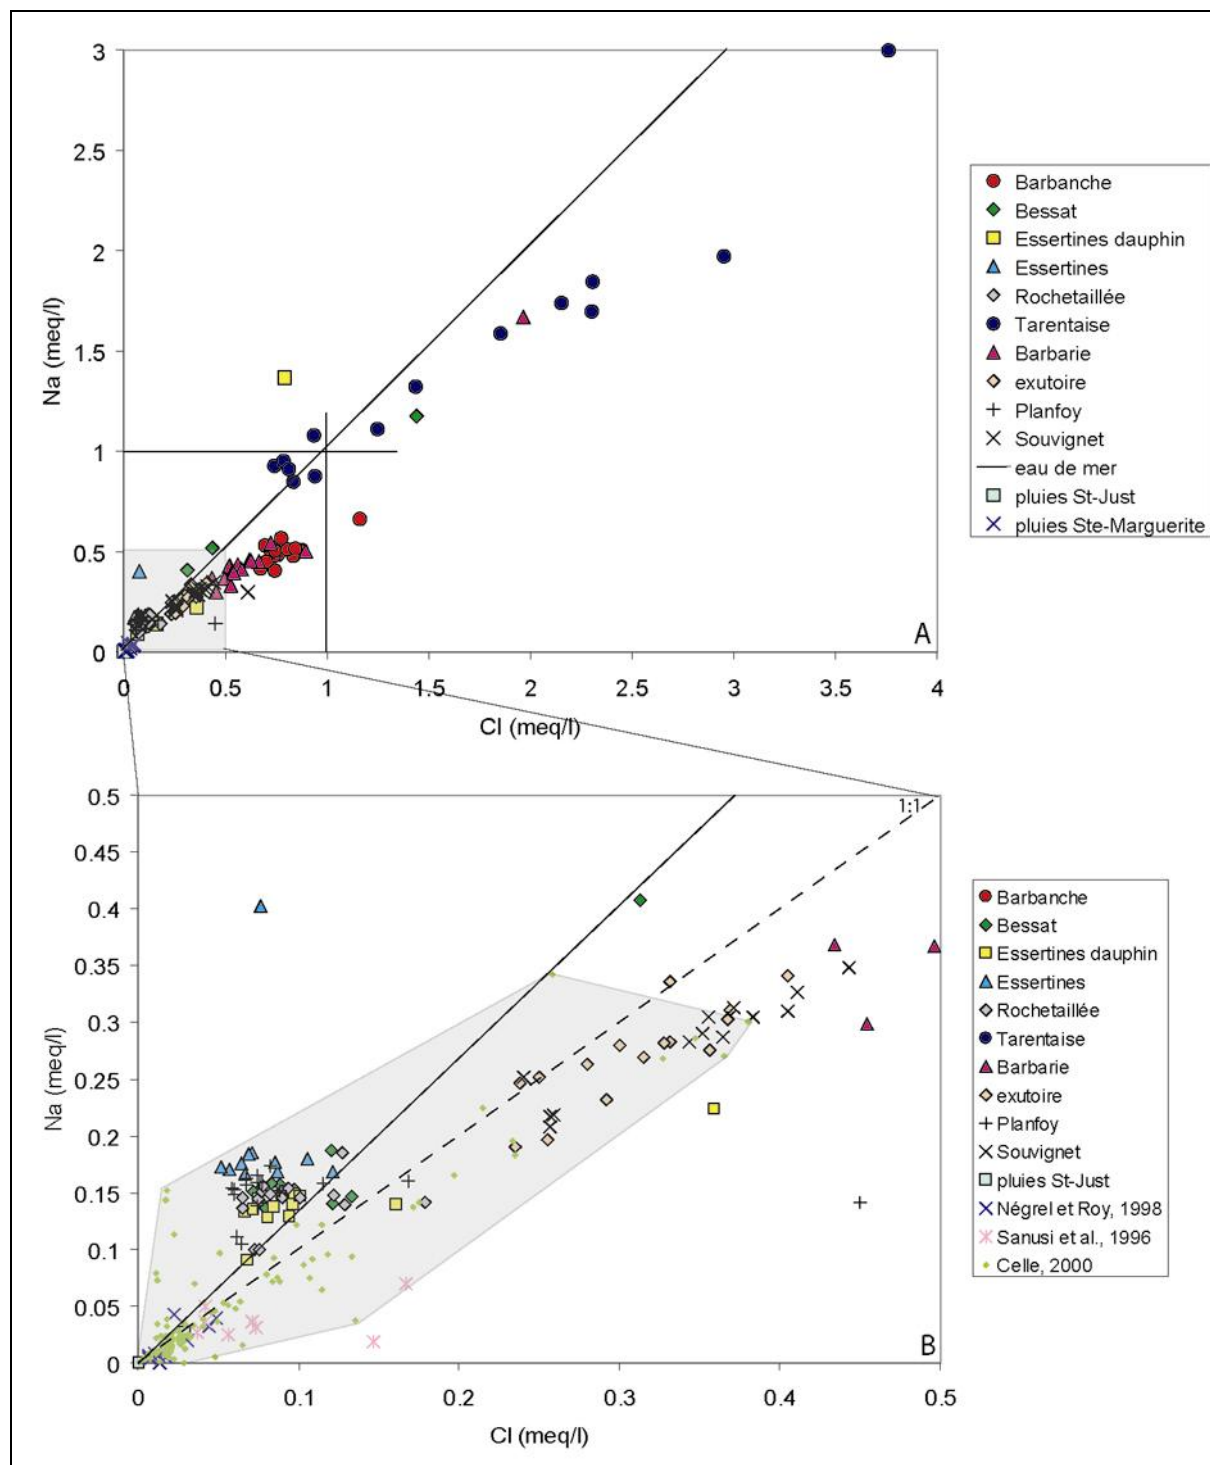 3
2.5
2
1.5
1
0.5
0
Na (meq/l)
0
0.5
1
1.5
2
2.5
3
3.5
4
Cl (meq/l)
A
Barbanche
Bessat
Essertines dauphin
Essertines
Rochetaillée
Tarentaise
Barbarie
exutoire
Planfoy
Souvignet
eau de mer
pluies St-Just
pluies Ste-Marguerite
0.5
0.45
0.4
0.35
0.3
0.25
0.2
0.15
0.1
0.05
0
Na (meq/l)
1:1
B
0
0.1
0.2
0.3
0.4
0.5
Cl (meq/l)
Barbanche
Bessat
Essertines dauphin
Essertines
Rochetaillée
Tarentaise
Barbarie
exutoire
Planfoy
Souvignet
pluies St-Just
Négrel et Roy, 1998
Sanusi et al., 1996
Celle, 2000